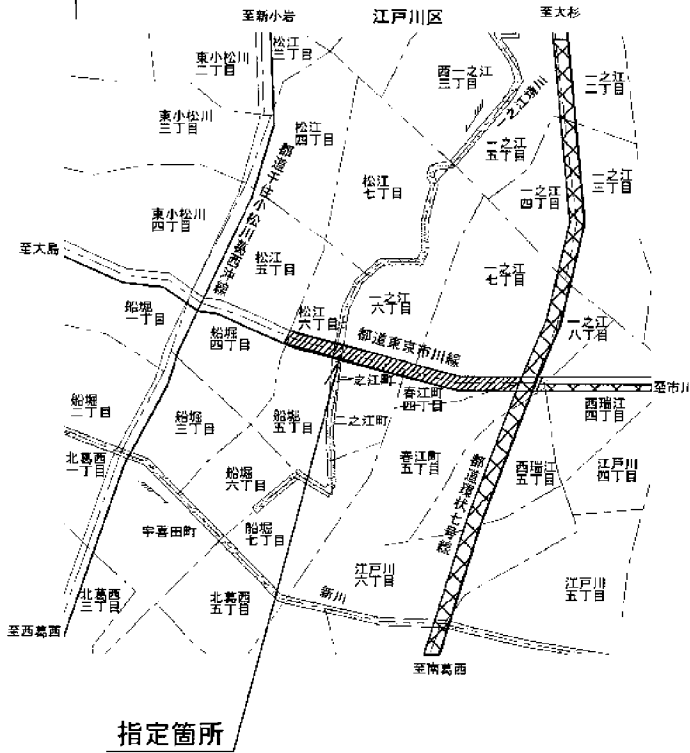 至新小岩
江戸川区
至大杉
東小松川
二丁目
松江
三丁目
西一之江
三丁目
一之江
二丁目
東小松川
三丁目
松江
四丁目
一之江境川
一之江
五丁目
都道千住小松川葛西沖線
松江
七丁目
一之江
四丁目
一之江
三丁目
東小松川
四丁目
至大島
松江
五丁目
一之江
七丁目
船堀
一丁目
松江
六丁目
一之江
六丁目
船堀
四丁目
都道東京市川線
一之江
八丁目
二之江町
春江町
四丁目
至市川
船堀
二丁目
船堀
三丁目
船堀
五丁目
二之江町
西瑞江
四丁目
北葛西
一丁目
船堀
六丁目
春江町
五丁目
都道環状七号線
西瑞江
五丁目
江戸川
四丁目
宇喜田町
船堀
七丁目
北葛西
三丁目
北葛西
五丁目
新川
江戸川
六丁目
江戸川
五丁目
至西葛西
至南葛西
指定箇所